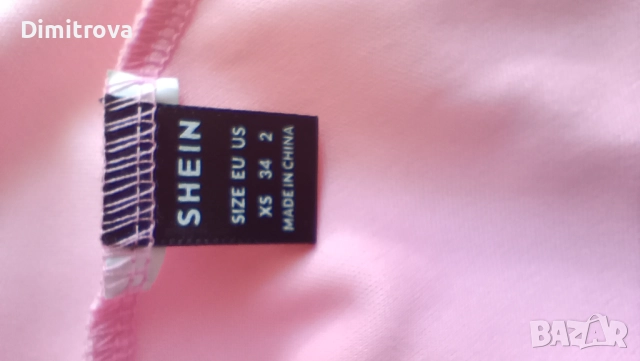 Dimitrova
SHEIN
SIZE EU US
XS 34 2
MADE IN CHINA
BAZAR